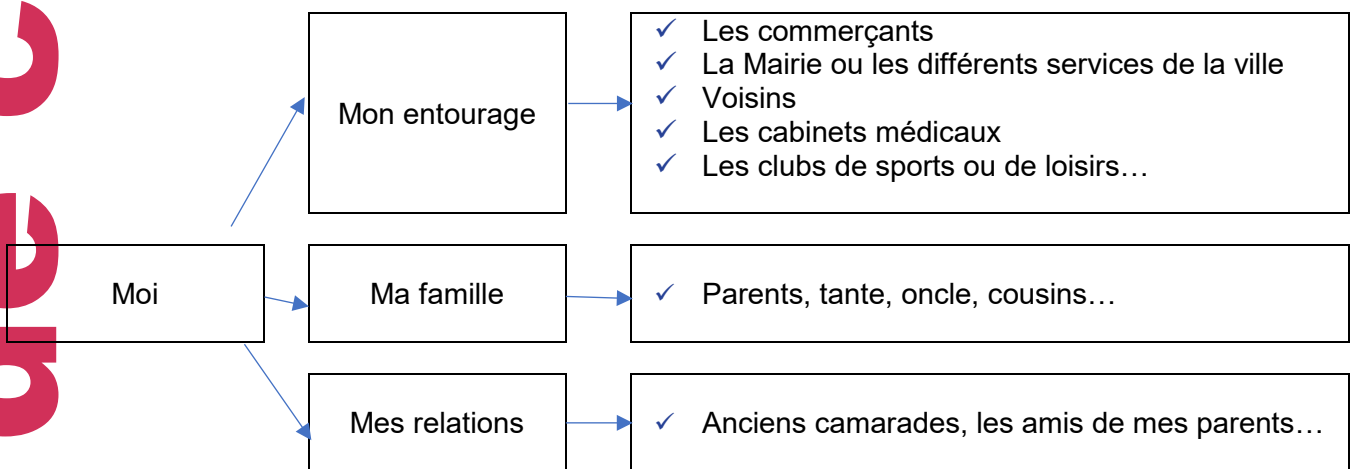 Mon entourage
✓ Les commerçants
✓ La Mairie ou les différents services de la ville
✓ Voisins
✓ Les cabinets médicaux
✓ Les clubs de sports ou de loisirs…
Moi
Ma famille
✓ Parents, tante, oncle, cousins…
Mes relations
✓ Anciens camarades, les amis de mes parents…